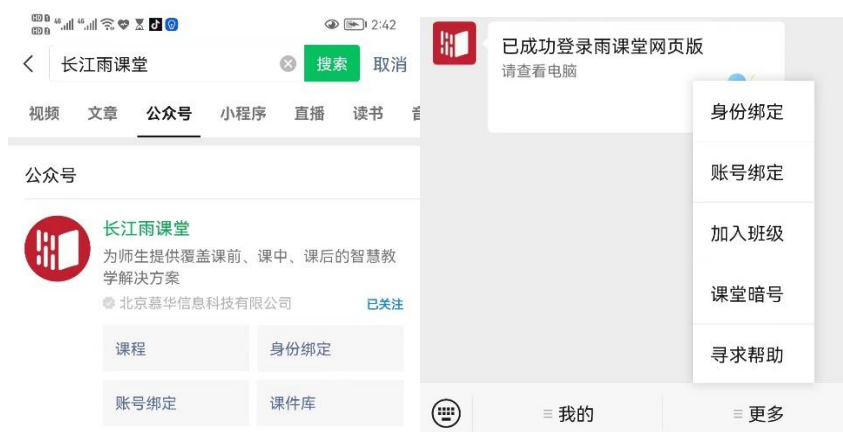 2:42
长江雨课堂
搜索
取消
视频
文章
公众号
小程序
直播
读书
公众号
长江雨课堂
为师生提供覆盖课前、课中、课后的智慧教
学解决方案
北京慕华信息科技有限公司
已关注
课程
身份绑定
账号绑定
课件库
已成功登录雨课堂网页版
请查看电脑
身份绑定
账号绑定
加入班级
课堂暗号
寻求帮助
我的
更多